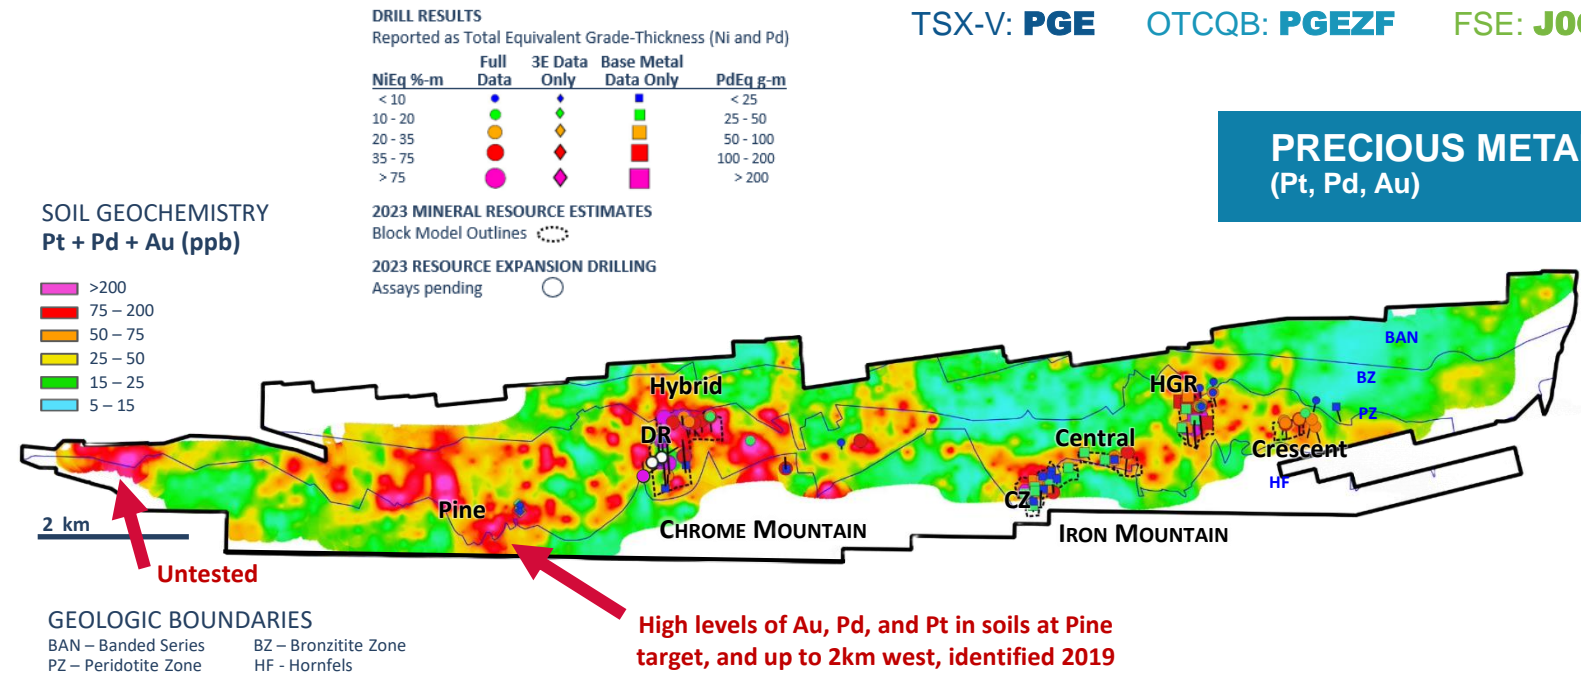 DRILL RESULTS
Reported as Total Equivalent Grade-Thickness (Ni and Pd)
NiEq %-m Full Data 3E Data Only Base Metal Data Only PdEq g-m
< 10 < 25
10 - 20 25 - 50
20 - 35 50 - 100
35 - 75 100 - 200
> 75 > 200
2023 MINERAL RESOURCE ESTIMATES
Block Model Outlines
2023 RESOURCE EXPANSION DRILLING
Assays pending
TSX-V: PGE OTCQB: PGEZF FSE:
PRECIOUS
(Pt, Pd, Au)
SOIL GEOCHEMISTRY
Pt + Pd + Au (ppb)
>200
75 – 200
50 – 75
25 – 50
15 – 25
5 – 15
BAN
BZ
PZ
HF
Hybrid
DR
Pine
HGR
Central
Crescent
CZ
CHROME MOUNTAIN
IRON MOUNTAIN
2 km
Untested
High levels of Au, Pd, and Pt in soils at Pine
target, and up to 2km west, identified 2019
GEOLOGIC BOUNDARIES
BAN – Banded Series BZ – Bronzitite Zone
PZ – Peridotite Zone HF - Hornfels